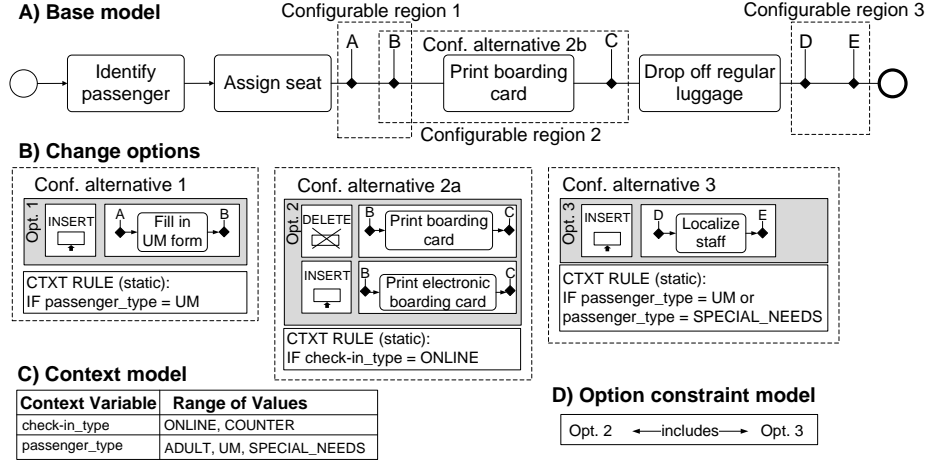 A) Base model
Configurable region 1
Configurable region 3
A
B
Conf. alternative 2b
C
D
E
Identify
passenger
Assign seat
Print boarding
card
Drop off regular
luggage
Configurable region 2
B) Change options
Conf. alternative 1
Opt. 1
INSERT
A
Fill in
UM form
B
CTXT RULE (static):
IF passenger_type = UM
Conf. alternative 2a
Opt. 2
DELETE
B
Print boarding
card
C
INSERT
B
Print electronic
boarding card
C
CTXT RULE (static):
IF check-in_type = ONLINE
Conf. alternative 3
Opt. 3
INSERT
D
Localize
staff
E
CTXT RULE (static):
IF passenger_type = UM or
passenger_type = SPECIAL_NEEDS
C) Context model
Context Variable Range of Values
check-in_type ONLINE, COUNTER
passenger_type ADULT, UM, SPECIAL_NEEDS
D) Option constraint model
Opt. 2 includes Opt. 3